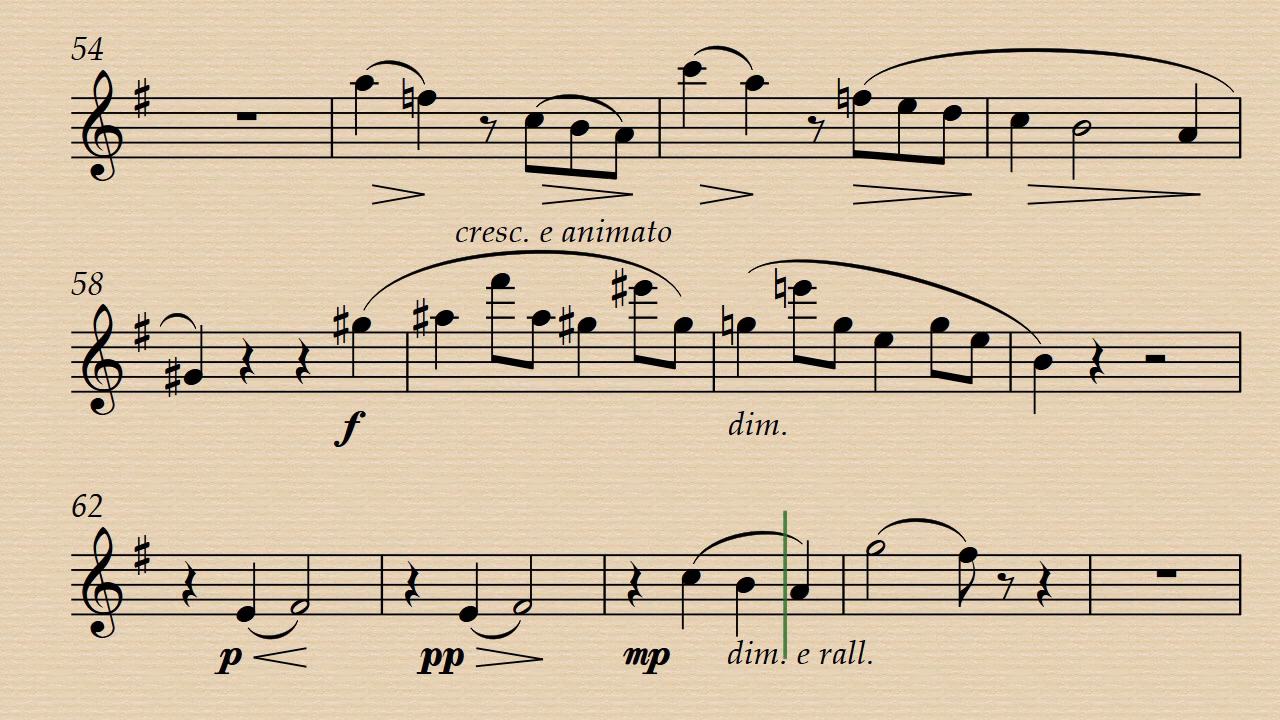 54
cresc. e animato
58
f
dim.
62
p pp mp dim. e rall.